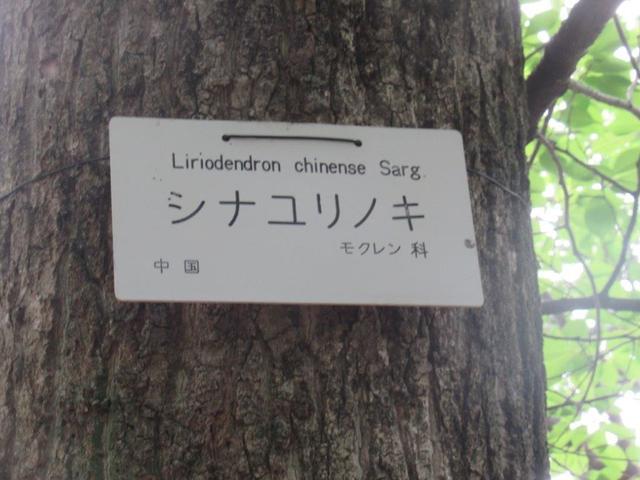 Liriodendron chinense Sarg.
シナユリノキ
モクレン 科
中 国